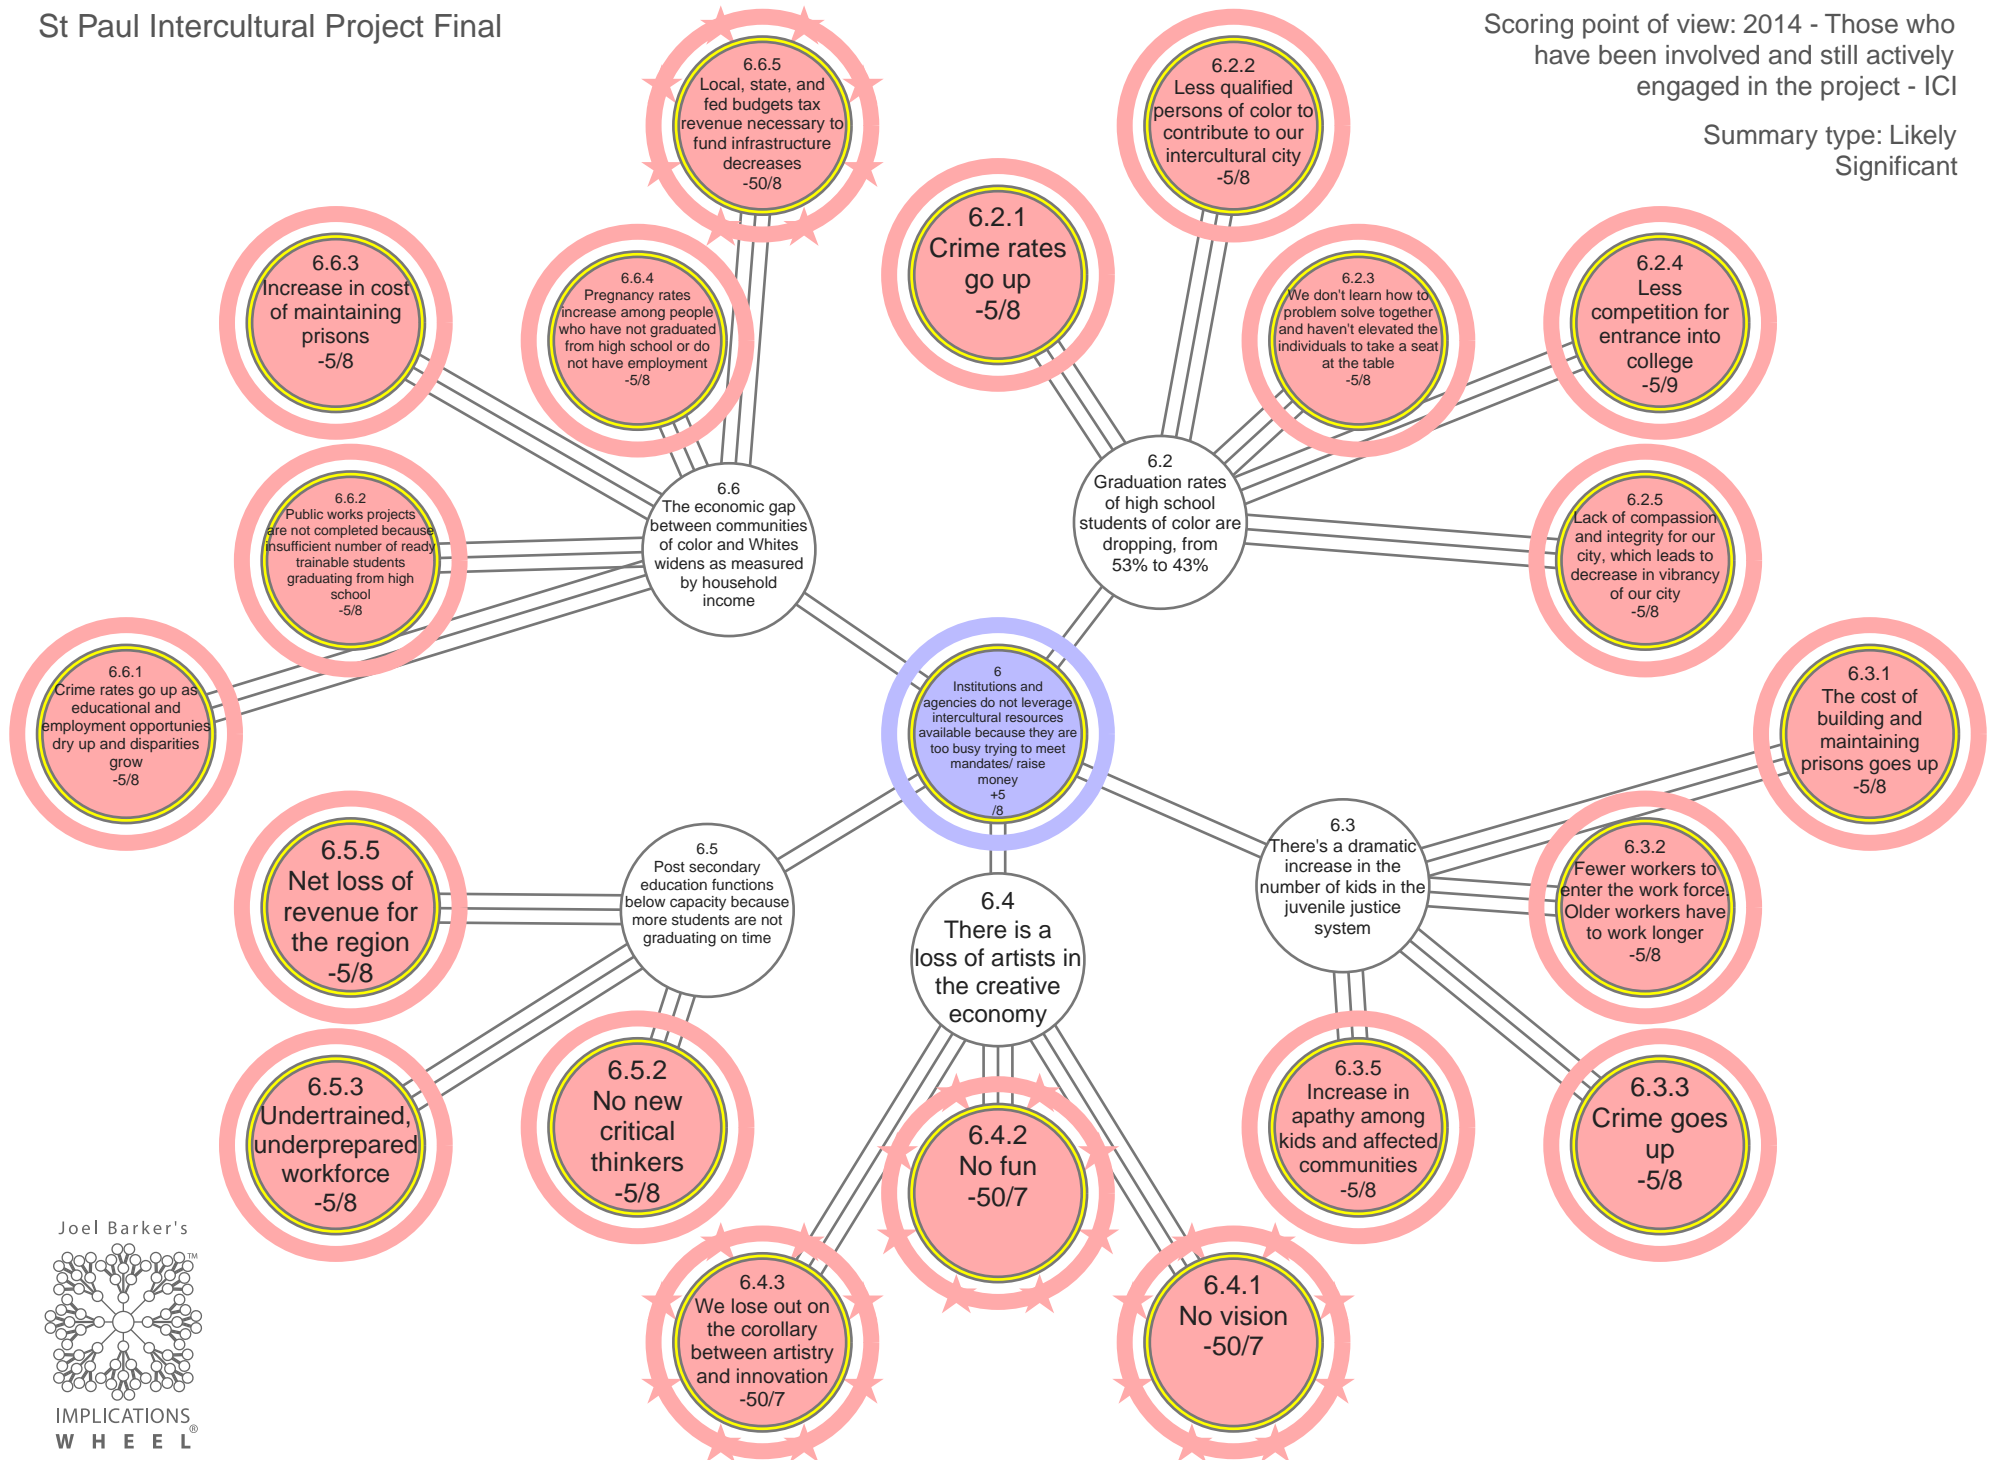 St Paul Intercultural Project Final
Scoring point of view: 2014 - Those who
have been involved and still actively
engaged in the project - ICI
Summary type: Likely
Significant
6.6.5
Local, state, and
fed budgets tax
revenue necessary to
fund infrastructure
decreases
-50/8
6.2.2
Less qualified
persons of color to
contribute to our
intercultural city
-5/8
6.6.3
Increase in cost
of maintaining
prisons
-5/8
6.6.4
Pregnancy rates
increase among people
who have not graduated
from high school or do
not have employment
-5/8
6.2.1
Crime rates
go up
-5/8
6.2.3
We don't learn how to
problem solve together
and haven't elevated the
individuals to take a seat
at the table
-5/8
6.2.4
Less
competition for
entrance into
college
-5/9
6.6.2
Public works projects
are not completed because
insufficient number of ready
trainable students
graduating from high
school
-5/8
6.6
The economic gap
between communities
of color and Whites
widens as measured
by household
income
6.2
Graduation rates
of high school
students of color are
dropping, from
53% to 43%
6.2.5
Lack of compassion
and integrity for our
city, which leads to
decrease in vibrancy
of our city
-5/8
6.6.1
Crime rates go up as
educational and
employment opportunies
dry up and disparities
grow
-5/8
6
Institutions and
agencies do not leverage
intercultural resources
available because they are
too busy trying to meet
mandates/ raise
money
+5
/8
6.3.1
The cost of
building and
maintaining
prisons goes up
-5/8
6.5.5
Net loss of
revenue for
the region
-5/8
6.5
Post secondary
education functions
below capacity because
more students are not
graduating on time
6.4
There is a
loss of artists in
the creative
economy
6.3
There's a dramatic
increase in the
number of kids in the
juvenile justice
system
6.3.2
Fewer workers to
enter the work force.
Older workers have
to work longer
-5/8
6.5.3
Undertrained,
underprepared
workforce
-5/8
6.5.2
No new
critical
thinkers
-5/8
6.4.2
No fun
-50/7
6.3.5
Increase in
apathy among
kids and affected
communities
-5/8
6.3.3
Crime goes
up
-5/8
6.4.3
We lose out on
the corollary
between artistry
and innovation
-50/7
6.4.1
No vision
-50/7
Joel Barker's
TM
IMPLICATIONS
WHEEL®